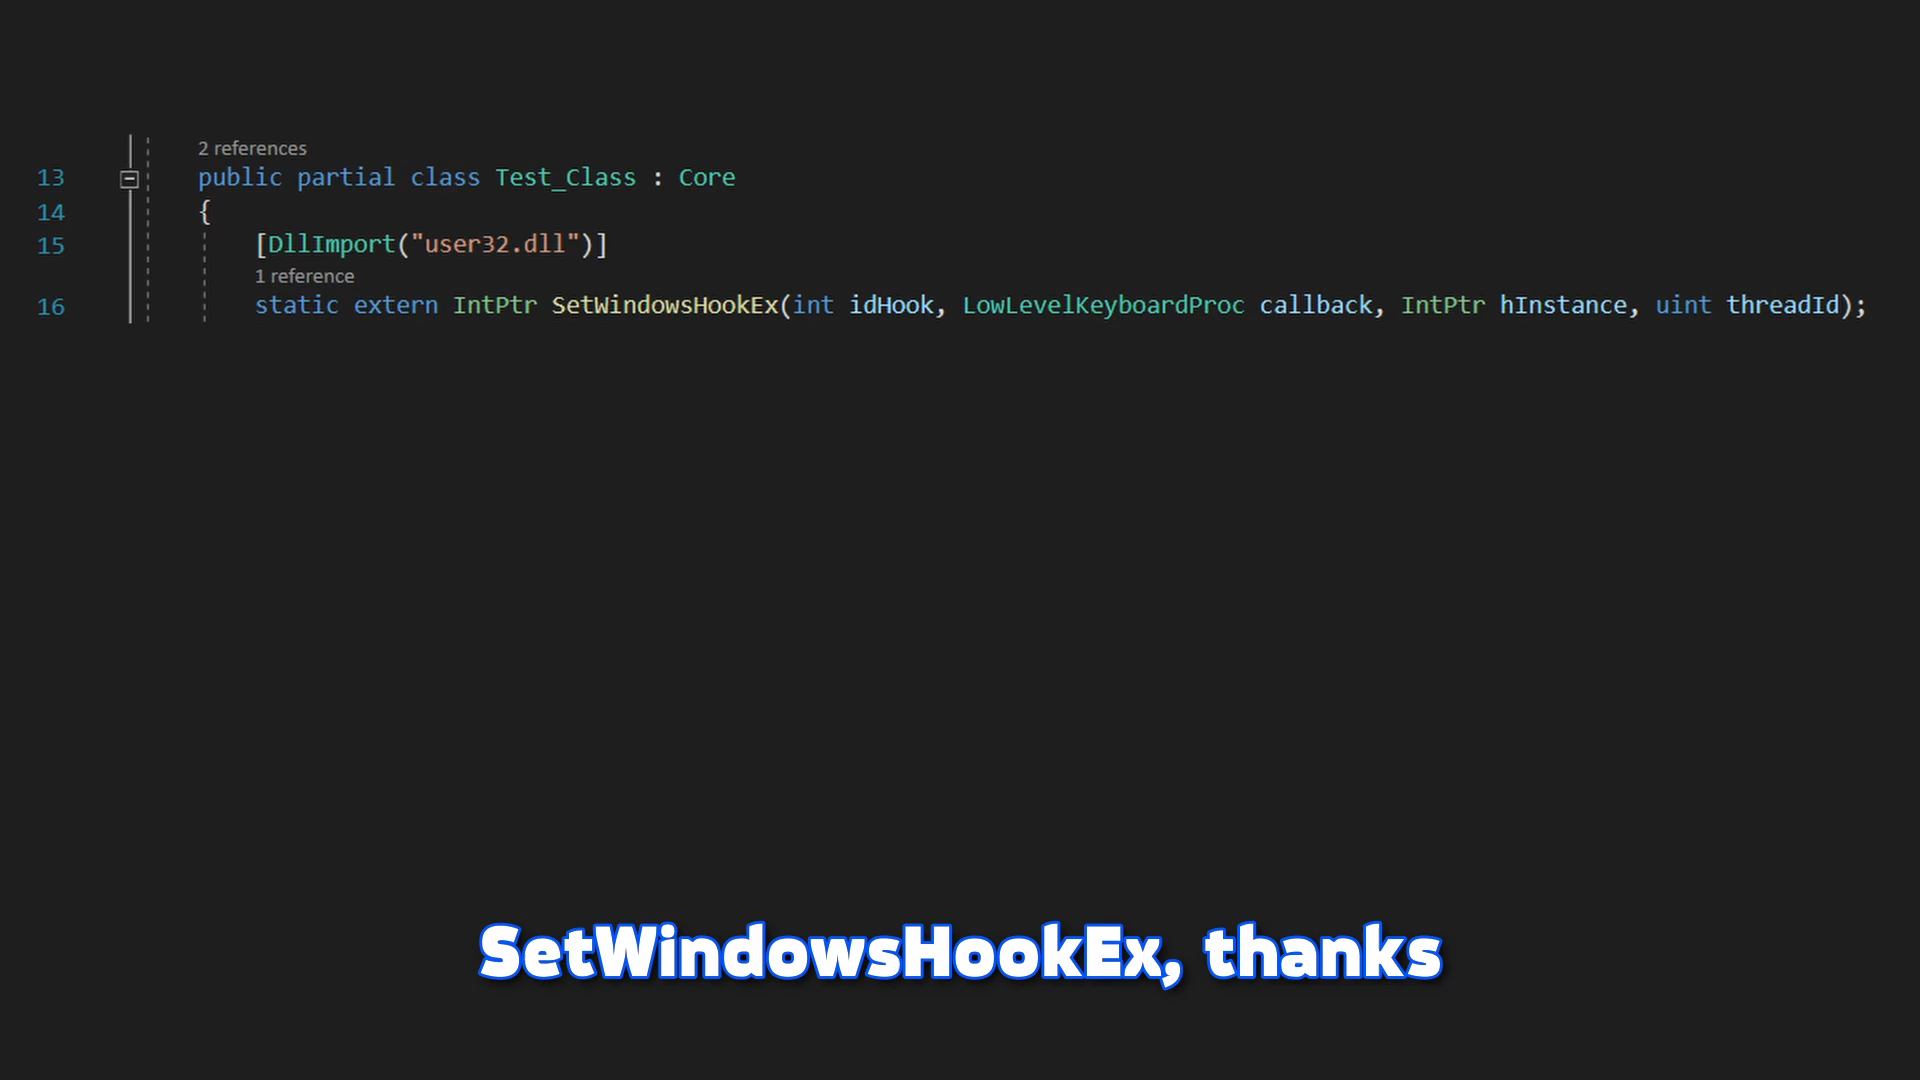 2 references
13 public partial class Test_Class : Core
14 {
15 [DllImport("user32.dll")]
1 reference
16 static extern IntPtr SetWindowsHookEx(int idHook, LowLevelKeyboardProc callback, IntPtr hInstance, uint threadId);
SetWindowsHookEx, thanks